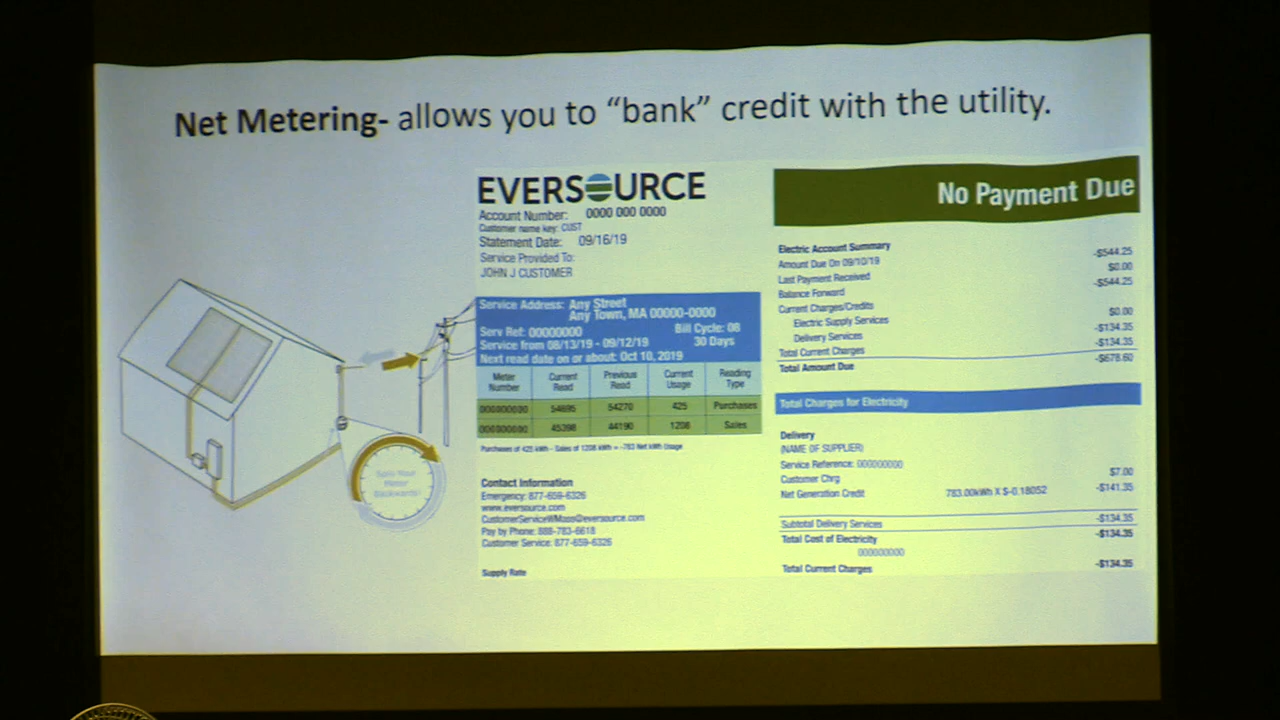 Net Metering- allows you to “bank” credit with the utility.
EVERSOURCE
Account Number: 0000 000 0000
Customer name key: CUST
Statement Date: 09/16/19
Service Provided To:
JOHN J CUSTOMER
Service Address: Any Street
Any Town, MA 00000-0000
Serv Ref: 00000000 Bill Cycle: 08
Service from 08/13/19 - 09/12/19 30 Days
Next read date on or about: Oct 10, 2019
Meter Number Current Read Previous Read Current Usage Reading Type
000000000 54695 54270 425 Purchases
000000000 45398 44190 1208 Sales
Purchases of 425 kWh - Sales of 1208 kWh = -783 Net kWh Usage
Contact Information
Emergency: 877-659-6326
www.eversource.com
CustomerServiceWMass@eversource.com
Pay by Phone: 888-783-6618
Customer Service: 877-659-6326
Supply Rate
Spin Your
Meter
Backwards!
No Payment Due
Electric Account Summary
Amount Due On 09/10/19 -$544.25
Last Payment Received $0.00
Balance Forward -$544.25
Current Charges/Credits
Electric Supply Services $0.00
Delivery Services -$134.35
Total Current Charges -$134.35
Total Amount Due -$678.60
Total Charges for Electricity
Delivery
(NAME OF SUPPLIER)
Service Reference: 000000000
Customer Chrg $7.00
Net Generation Credit 783.00kWh X $-0.18052 -$141.35
Subtotal Delivery Services -$134.35
Total Cost of Electricity -$134.35
000000000
Total Current Charges -$134.35